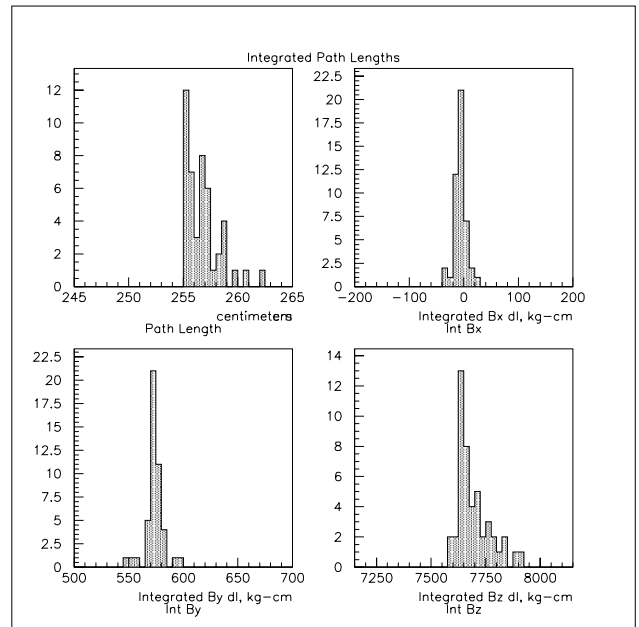 Integrated Path Lengths
12
10
8
6
4
2
0
245 250 255 260 265
centimeters
Path Length
22.5
20
17.5
15
12.5
10
7.5
5
2.5
0
−200 −100 0 100 200
Integrated Bx dl, kg−cm
Int Bx
22.5
20
17.5
15
12.5
10
7.5
5
2.5
0
500 550 600 650 700
Integrated By dl, kg−cm
Int By
14
12
10
8
6
4
2
0
7250 7500 7750 8000
Integrated Bz dl, kg−cm
Int Bz